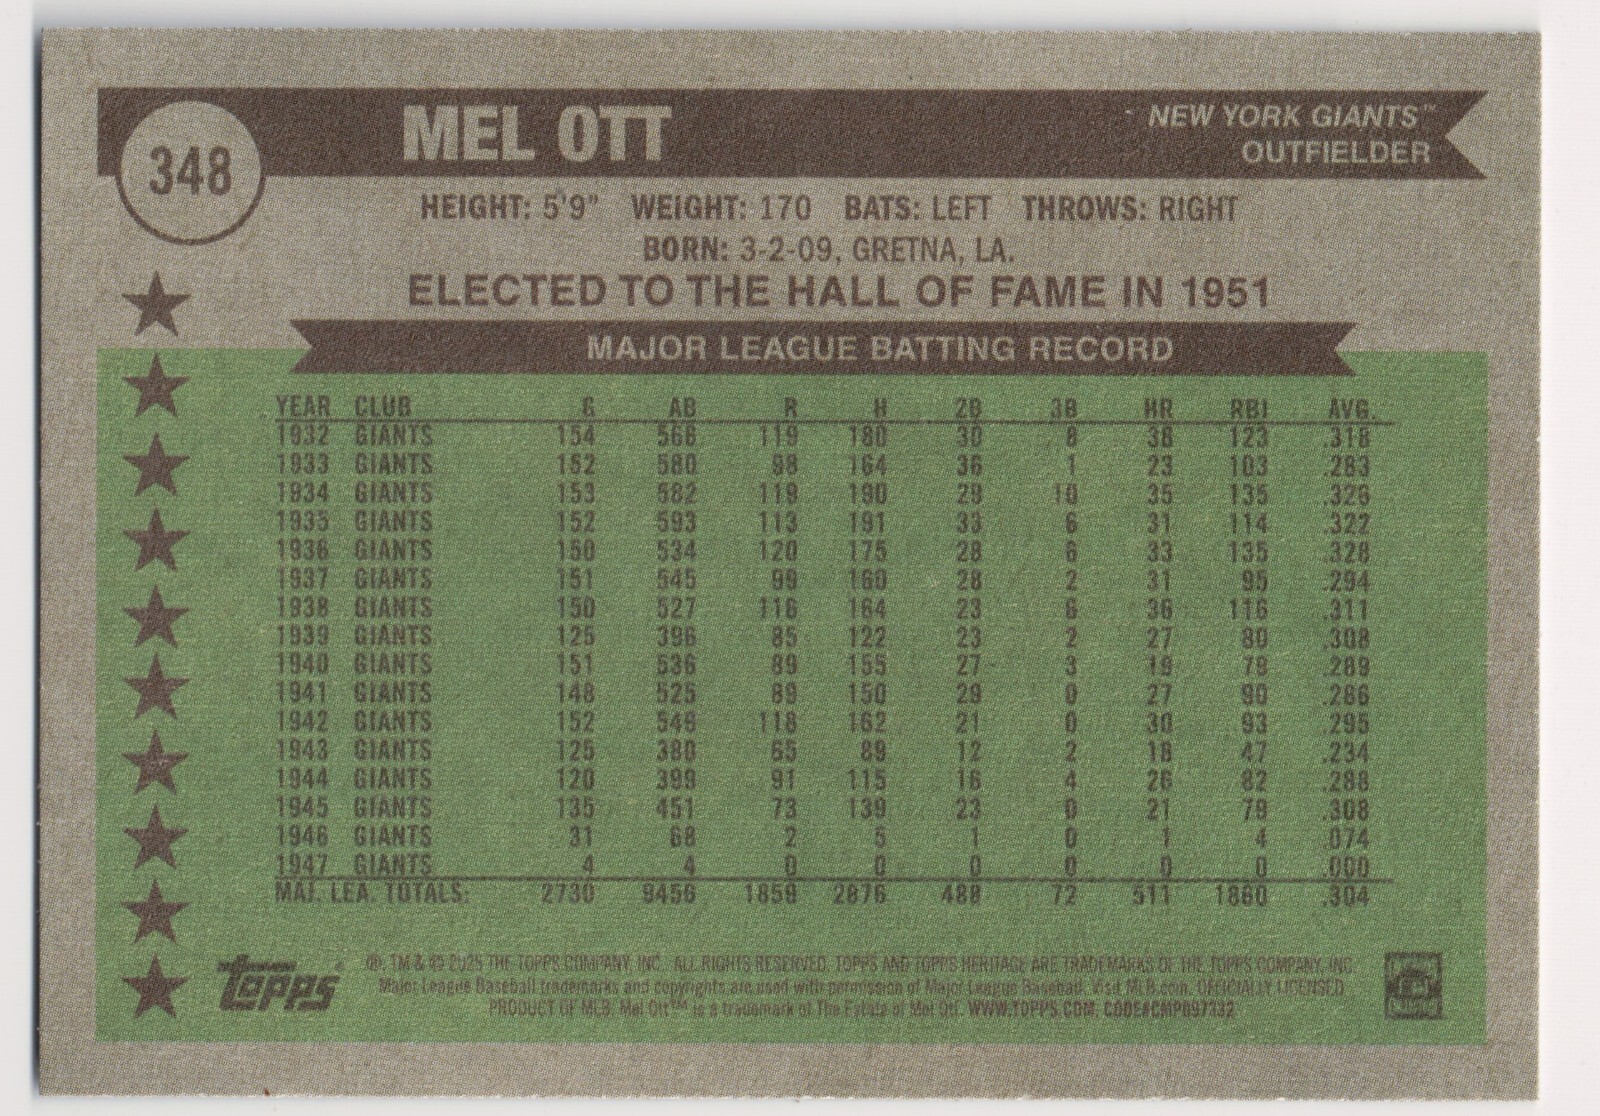 348
MEL OTT
NEW YORK GIANTS™
OUTFIELDER
HEIGHT: 5'9" WEIGHT: 170 BATS: LEFT THROWS: RIGHT
BORN: 3-2-09, GRETNA, LA.
ELECTED TO THE HALL OF FAME IN 1951
MAJOR LEAGUE BATTING RECORD
YEAR CLUB G AB R H 2B 3B HR RBI AVG.
1932 GIANTS 154 566 119 180 30 8 38 123 .318
1933 GIANTS 152 580 98 164 36 1 23 103 .283
1934 GIANTS 153 582 119 190 29 10 35 135 .326
1935 GIANTS 152 593 113 191 33 6 31 114 .322
1936 GIANTS 150 534 120 175 28 6 33 135 .328
1937 GIANTS 151 545 99 160 28 2 31 95 .294
1938 GIANTS 150 527 116 164 23 6 36 116 .311
1939 GIANTS 125 396 85 122 23 2 27 80 .308
1940 GIANTS 151 536 89 155 27 3 19 79 .289
1941 GIANTS 148 525 89 150 29 0 27 90 .286
1942 GIANTS 152 549 118 162 21 0 30 93 .295
1943 GIANTS 125 380 65 89 12 2 18 47 .234
1944 GIANTS 120 399 91 115 16 4 26 82 .288
1945 GIANTS 135 451 73 139 23 0 21 79 .308
1946 GIANTS 31 68 2 5 1 0 1 4 .074
1947 GIANTS 4 4 0 0 0 0 0 0 .000
MAJ. LEA. TOTALS: 2730 9456 1859 2876 488 72 511 1860 .304
topps
®, TM & © 2025 THE TOPPS COMPANY, INC. ALL RIGHTS RESERVED. TOPPS AND TOPPS HERITAGE ARE TRADEMARKS OF THE TOPPS COMPANY, INC.
Major League Baseball trademarks and copyrights are used with permission of Major League Baseball. Visit MLB.com. OFFICIALLY LICENSED
PRODUCT OF MLB. Mel Ott™ is a trademark of The Estate of Mel Ott. WWW.TOPPS.COM. CODE#CMP097332